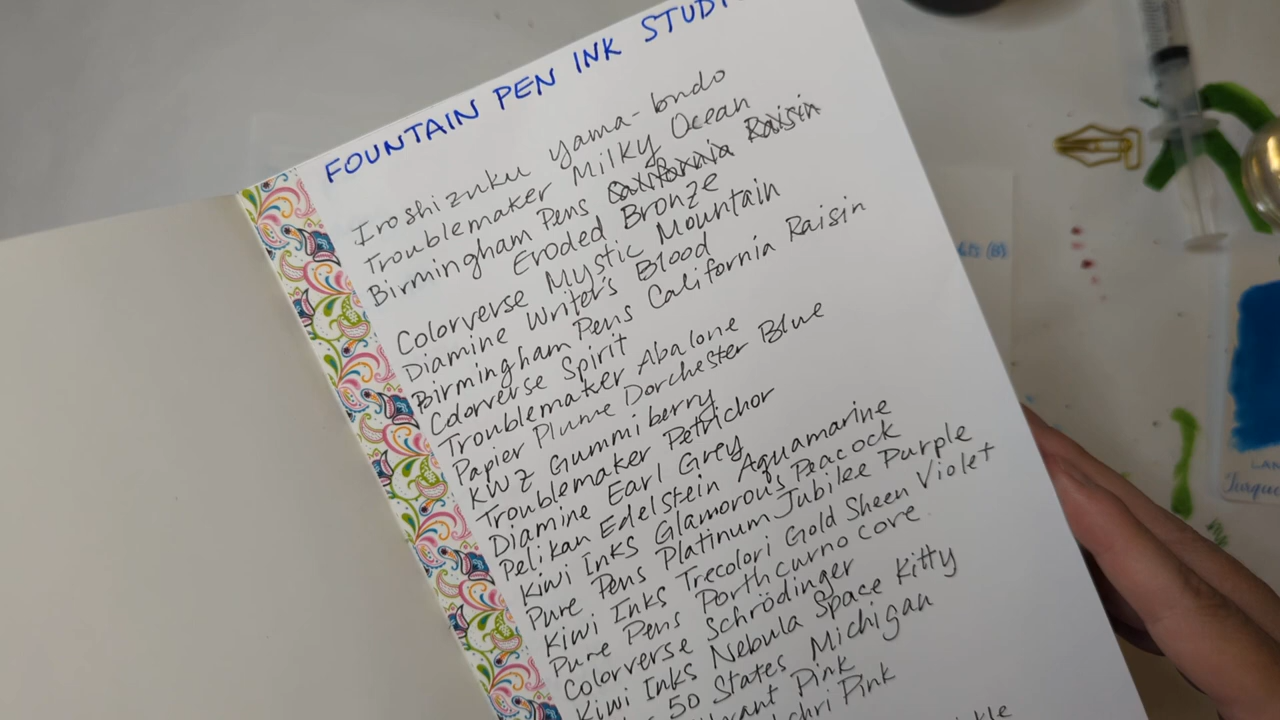 FOUNTAIN PEN INK
Iroshizuku yama-budo
Troublemaker Milky Ocean
Birmingham Pens California Raisin
Eroded Bronze
Colorverse Mystic Mountain
Diamine Writer's Blood
Birmingham Pens California Raisin
Colorverse Spirit
Troublemaker Abalone
Papier Plume Dorchester Blue
KWZ Gummiberry
Troublemaker Petrichor
Diamine Earl Grey
Pelikan Edelstein Aquamarine
Kiwi Inks Glamorous Peacock
Pure Pens Platinum Jubilee Purple
Kiwi Inks Trecolori Gold Sheen Violet
Pure Pens Porthcurno Core
Colorverse Schrödinger
Kiwi Inks Nebula Space Kitty
50 States Michigan
Pink
Pink